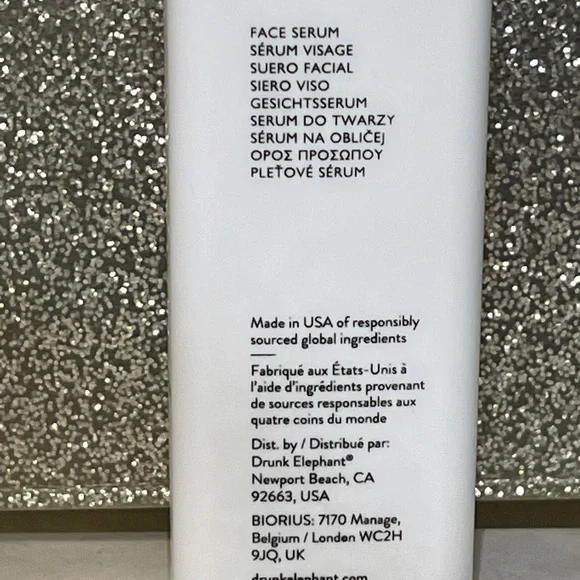 FACE SERUM
SÉRUM VISAGE
SUERO FACIAL
SIERO VISO
GESICHTSSERUM
SERUM DO TWARZY
SÉRUM NA OBLIČEJ
ΟΡΟΣ ΠΡΟΣΩΠΟΥ
PLEŤOVÉ SÉRUM
Made in USA of responsibly
sourced global ingredients
Fabriqué aux États-Unis à
l'aide d'ingrédients provenant
de sources responsables aux
quatre coins du monde
Dist. by / Distribué par:
Drunk Elephant®
Newport Beach, CA
92663, USA
BIORIUS: 7170 Manage,
Belgium / London WC2H
9JQ, UK
drunkelephant.com